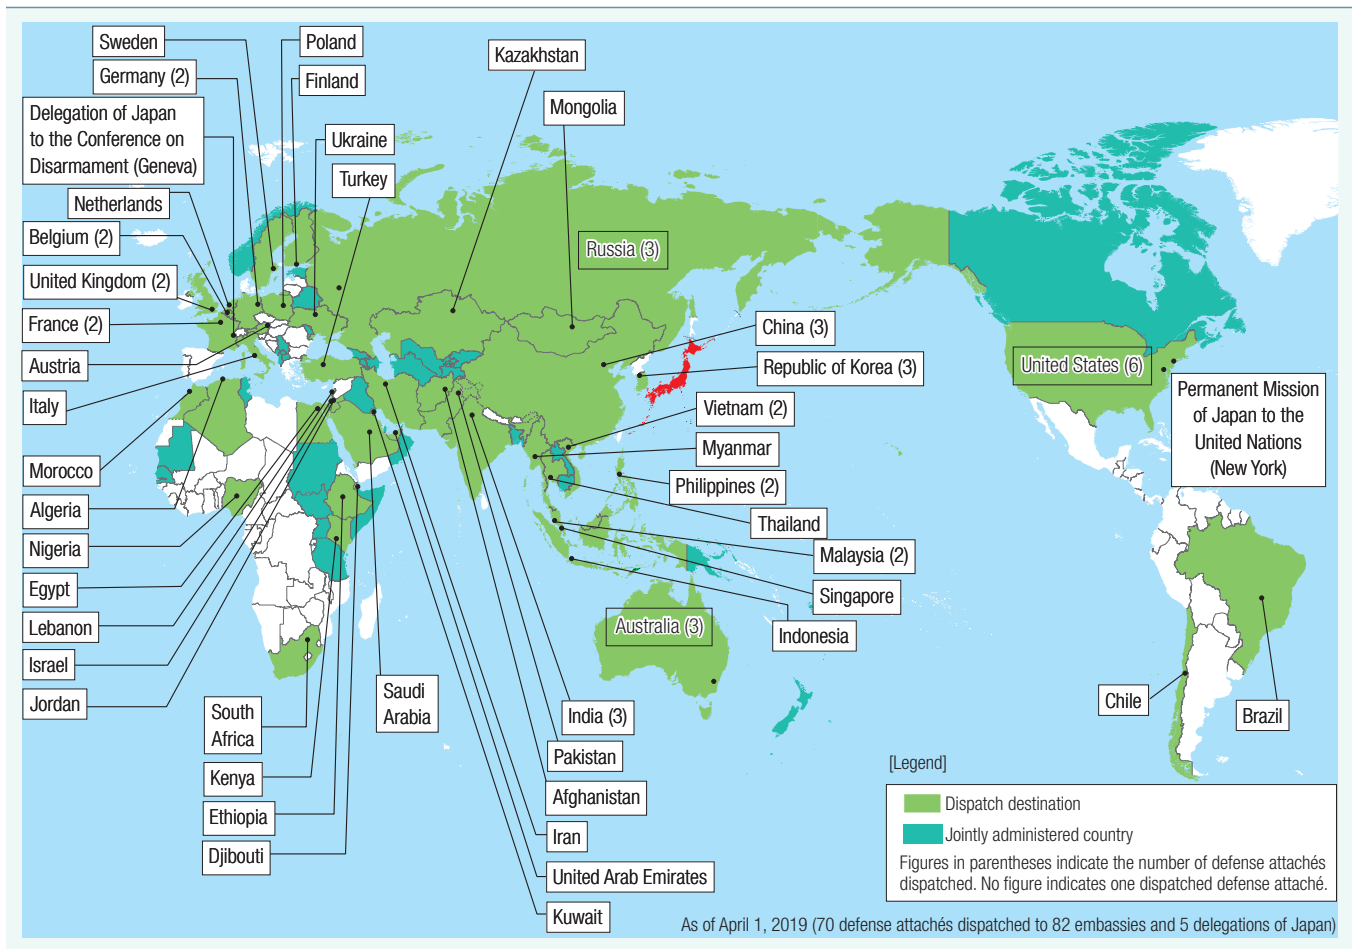 Sweden
Germany (2)
Delegation of Japan
to the Conference on
Disarmament (Geneva)
Netherlands
Belgium (2)
United Kingdom (2)
France (2)
Austria
Italy
Morocco
Algeria
Nigeria
Egypt
Lebanon
Israel
Jordan
Poland
Finland
Ukraine
Turkey
Kazakhstan
Mongolia
Russia (3)
China (3)
Republic of Korea (3)
Vietnam (2)
Myanmar
Philippines (2)
Thailand
Malaysia (2)
Singapore
Indonesia
Australia (3)
United States (6)
Permanent Mission
of Japan to the
United Nations
(New York)
Chile
Brazil
South
Africa
Kenya
Ethiopia
Djibouti
Saudi
Arabia
India (3)
Pakistan
Afghanistan
Iran
United Arab Emirates
Kuwait
[Legend]
Dispatch destination
Jointly administered country
Figures in parentheses indicate the number of defense attachés
dispatched. No figure indicates one dispatched defense attaché.
As of April 1, 2019 (70 defense attachés dispatched to 82 embassies and 5 delegations of Japan)